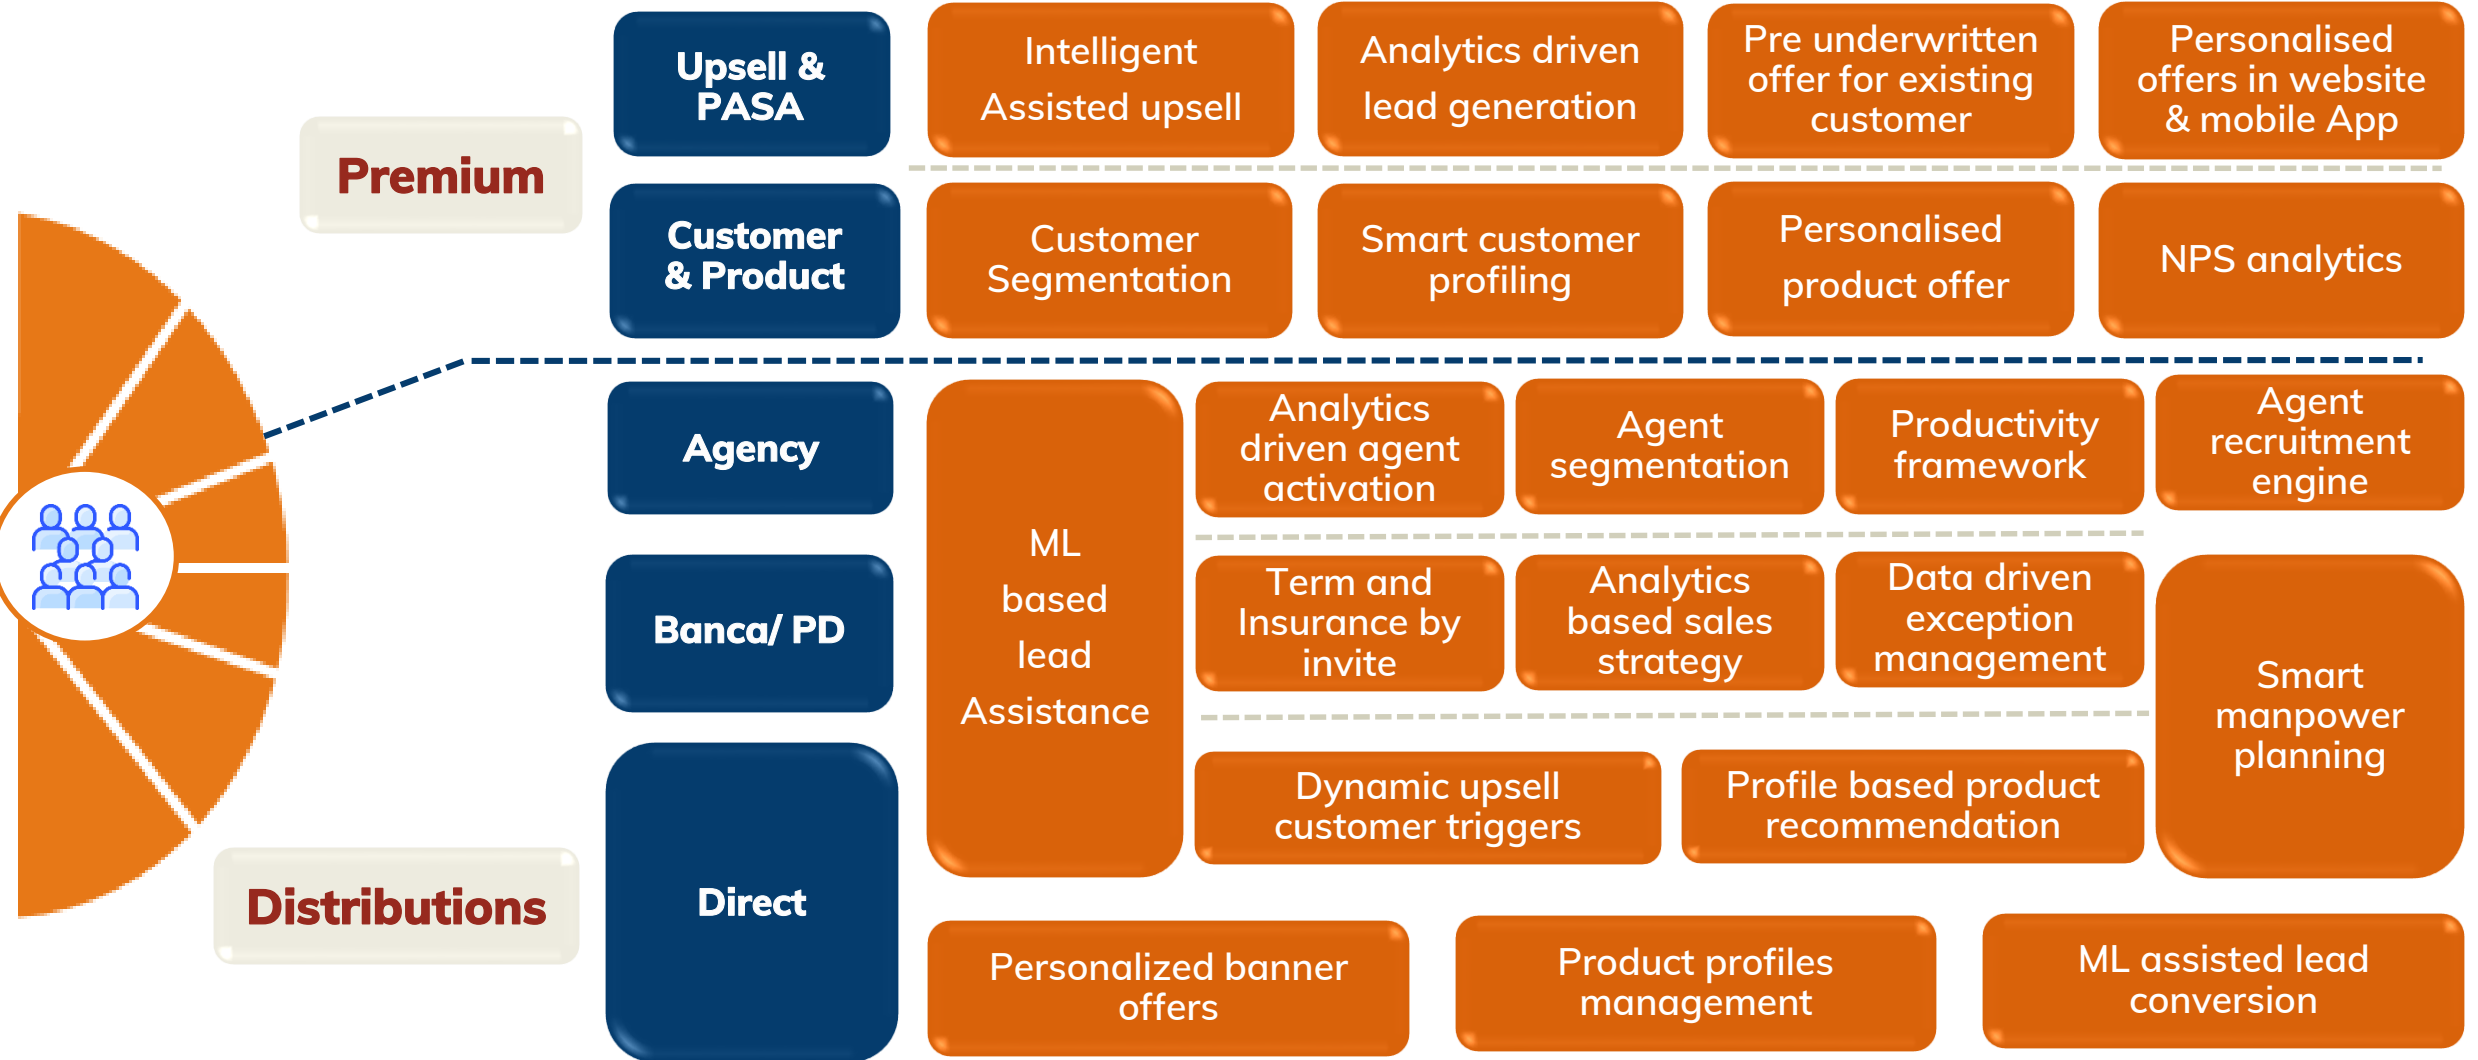 Premium
Upsell &
PASA
Intelligent
Assisted upsell
Analytics driven
lead generation
Pre underwritten
offer for existing
customer
Personalised
offers in website
& mobile App
Customer
& Product
Customer
Segmentation
Smart customer
profiling
Personalised
product offer
NPS analytics
Distributions
Agency
Banca/ PD
Direct
ML
based
lead
Assistance
Analytics
driven agent
activation
Agent
segmentation
Productivity
framework
Agent
recruitment
engine
Term and
Insurance by
invite
Analytics
based sales
strategy
Data driven
exception
management
Smart
manpower
planning
Dynamic upsell
customer triggers
Profile based product
recommendation
Personalized banner
offers
Product profiles
management
ML assisted lead
conversion